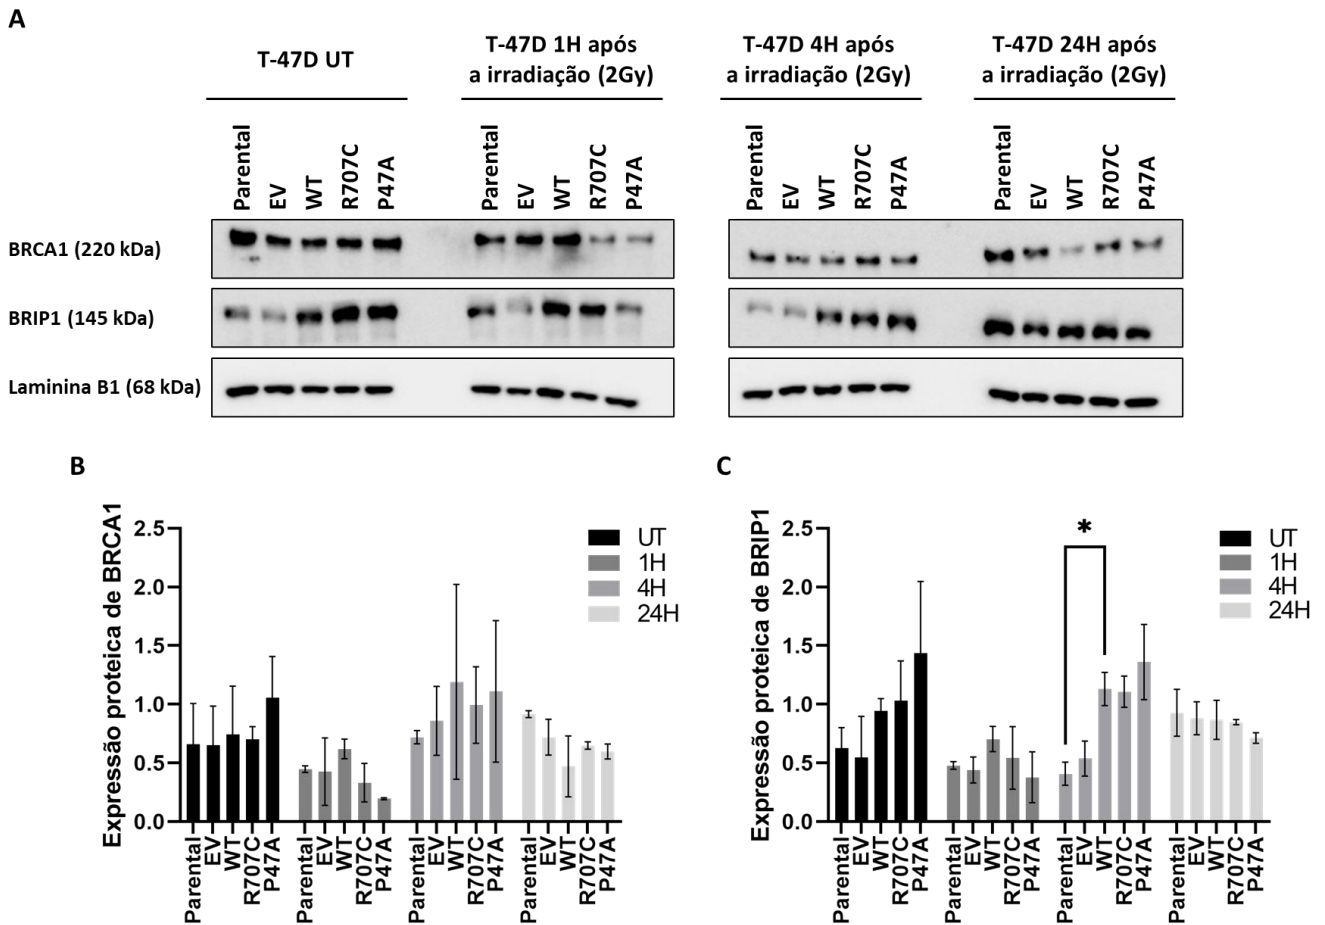 A
T-47D UT
T-47D 1H após
a irradiação (2Gy)
T-47D 4H após
a irradiação (2Gy)
T-47D 24H após
a irradiação (2Gy)
Parental
EV
WT
R707C
P47A
Parental
EV
WT
R707C
P47A
Parental
EV
WT
R707C
P47A
Parental
EV
WT
R707C
P47A
BRCA1 (220 kDa)
BRIP1 (145 kDa)
Laminina B1 (68 kDa)
B
Expressão proteica de BRCA1
2.5
2.0
1.5
1.0
0.5
0.0
UT
1H
4H
24H
Parental
EV
WT
R707C
P47A
Parental
EV
WT
R707C
P47A
Parental
EV
WT
R707C
P47A
Parental
EV
WT
R707C
P47A
C
Expressão proteica de BRIP1
2.5
2.0
1.5
1.0
0.5
0.0
*
UT
1H
4H
24H
Parental
EV
WT
R707C
P47A
Parental
EV
WT
R707C
P47A
Parental
EV
WT
R707C
P47A
Parental
EV
WT
R707C
P47A